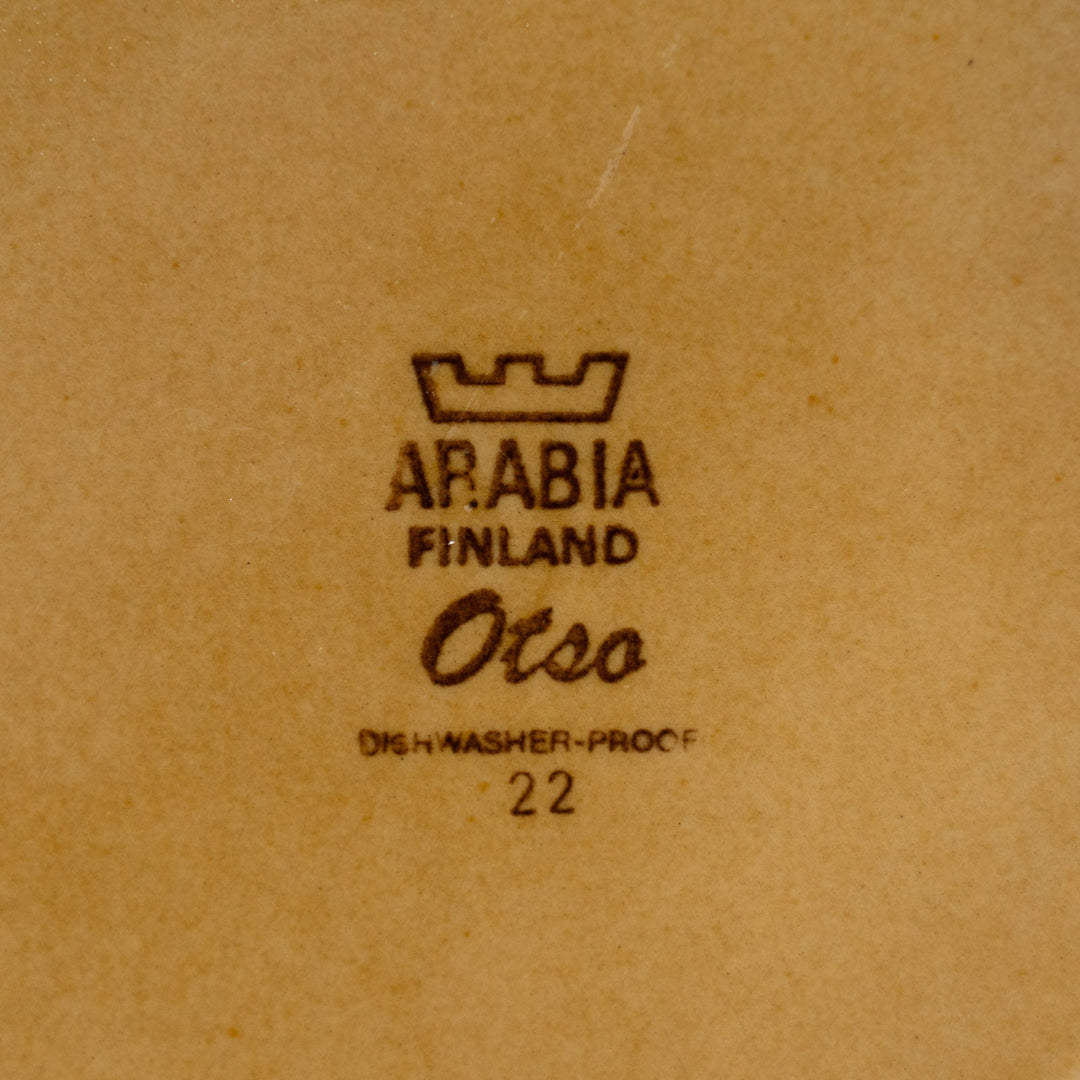 ARABIA
FINLAND
Otso
DISHWASHER-PROOF
22